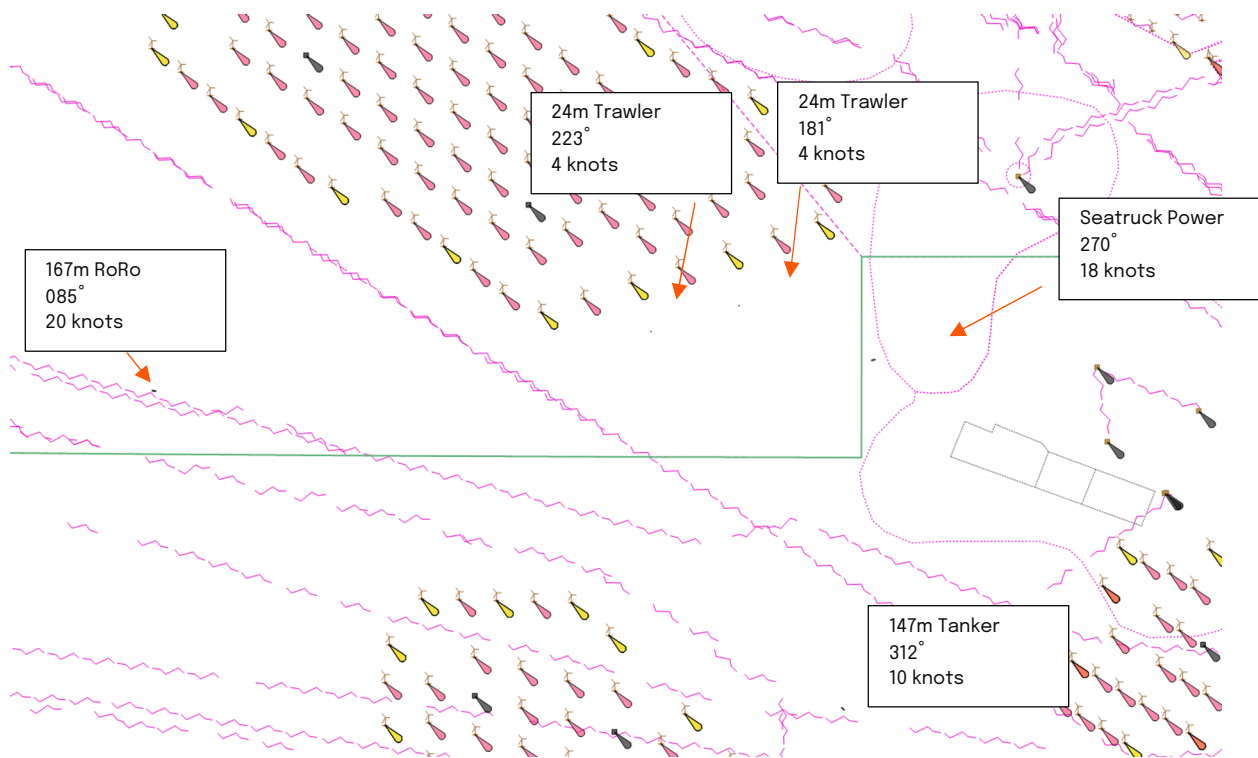 24m Trawler
223°
4 knots
24m Trawler
181°
4 knots
Seatruck Power
270°
18 knots
167m RoRo
085°
20 knots
147m Tanker
312°
10 knots